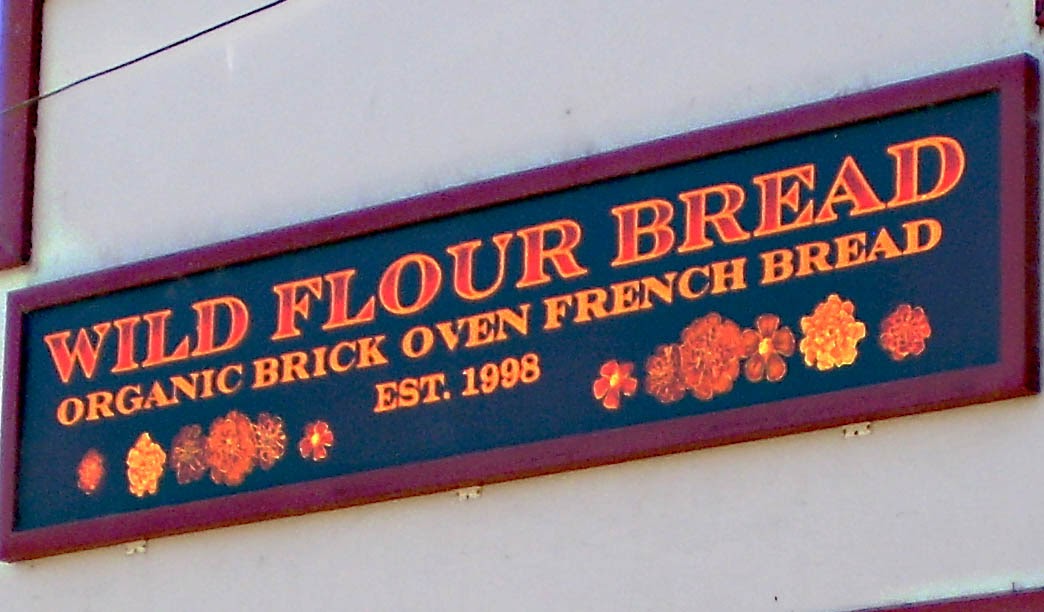 WILD FLOUR BREAD
ORGANIC BRICK OVEN FRENCH BREAD
EST. 1998